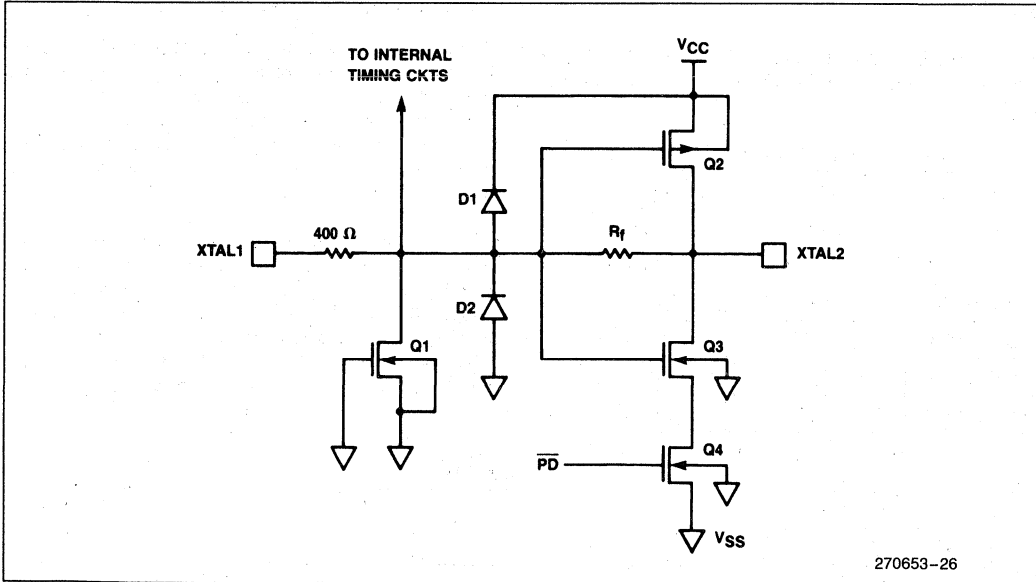 TO INTERNAL
TIMING CKTS
VCC
Q2
D1
400 Ω
Rf
XTAL1
XTAL2
D2
Q1
Q3
Q4
PD
VSS
270653–26